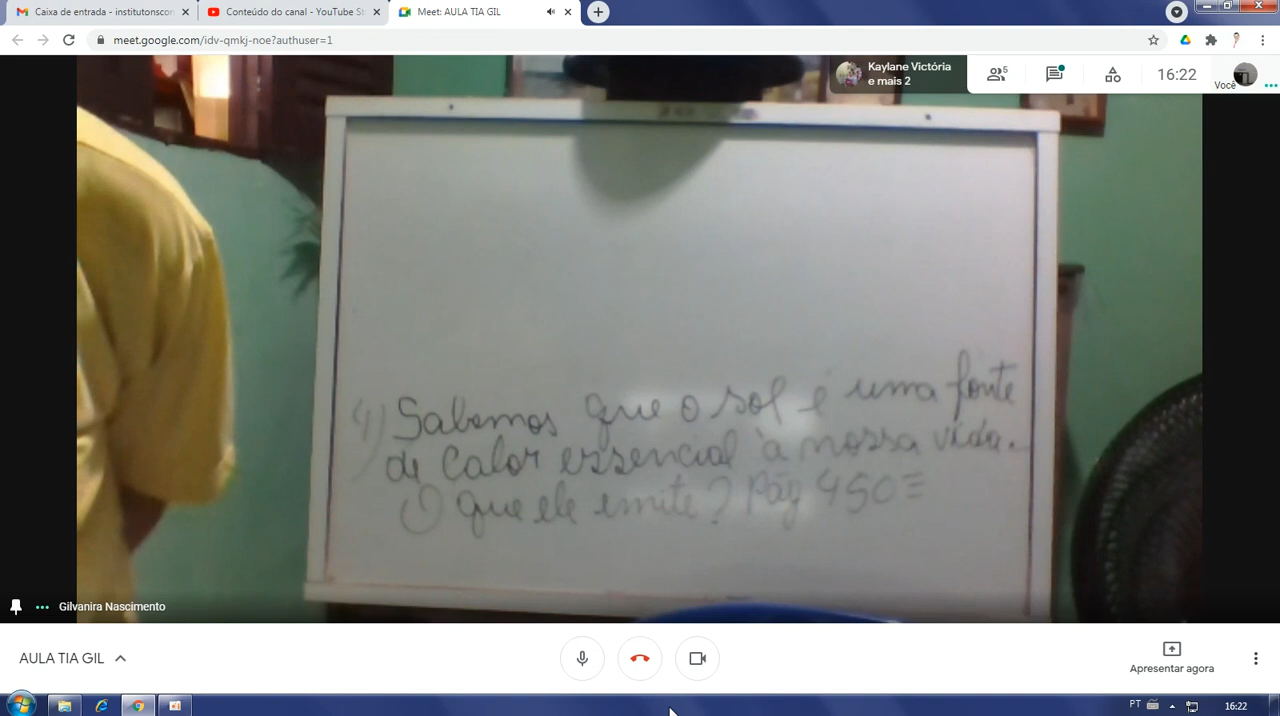 Caixa de entrada - institutonscon
Conteúdo do canal - YouTube St
Meet: AULA TIA GIL
meet.google.com/idv-qmkj-noe?authuser=1
Kaylane Victória
e mais 2
5
16:22
Você
4) Sabemos que o sol é uma fonte
de calor essencial à nossa vida.
O que ele emite? Pág 450
Gilvanira Nascimento
AULA TIA GIL
Apresentar agora
PT
16:22